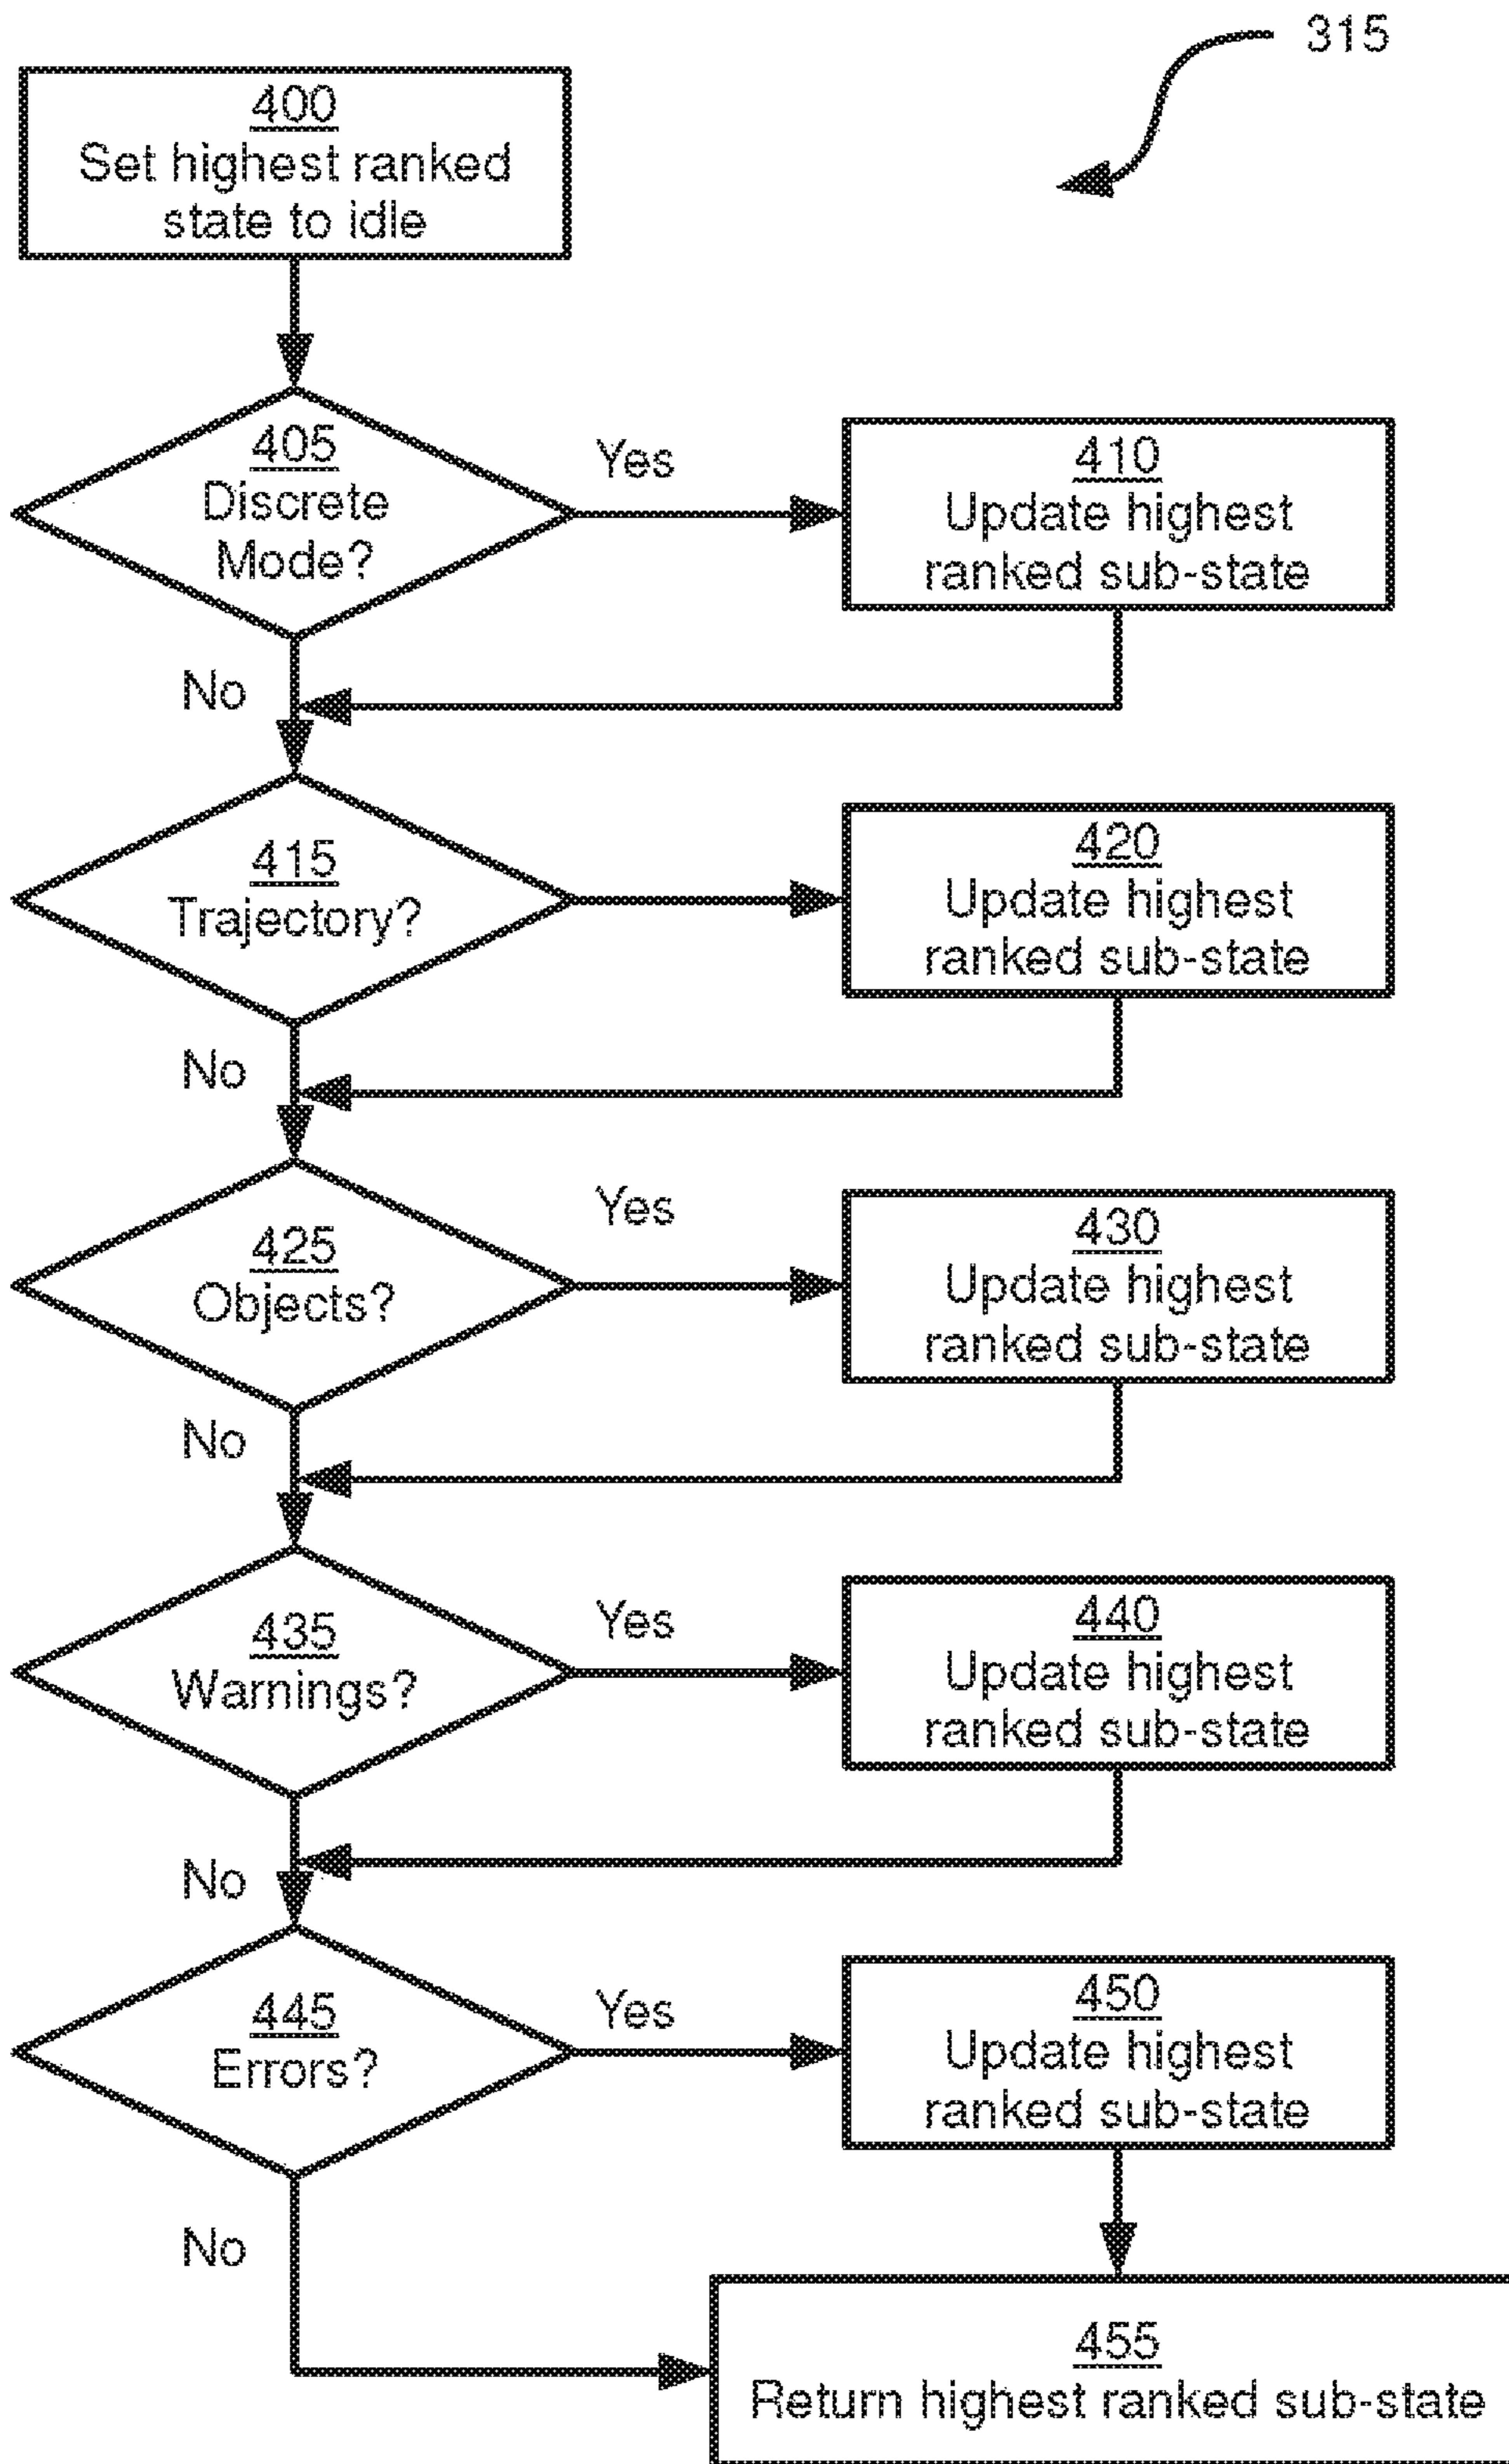 315
400
Set highest ranked
state to idle
405
Discrete
Mode?
Yes
410
Update highest
ranked sub-state
No
415
Trajectory?
420
Update highest
ranked sub-state
No
425
Objects?
Yes
430
Update highest
ranked sub-state
No
435
Warnings?
Yes
440
Update highest
ranked sub-state
No
445
Errors?
Yes
450
Update highest
ranked sub-state
No
455
Return highest ranked sub-state